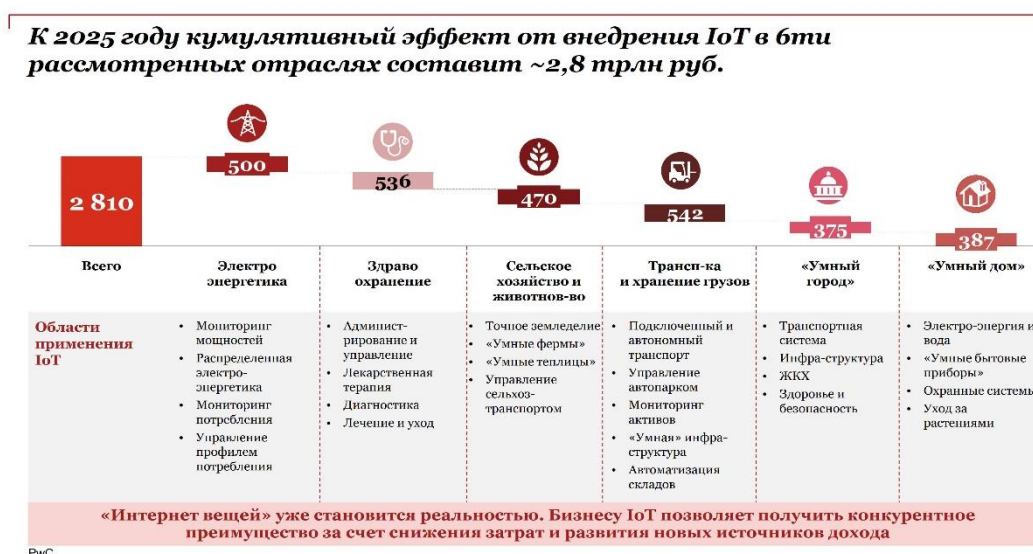 К 2025 году кумулятивный эффект от внедрения IoT в 6ти
рассмотренных отраслях составит ~2,8 трлн руб.
2 810
500
536
470
542
375
387
Всего
Электро
энергетика
Здраво
охранение
Сельское
хозяйство и
животнов-во
Трансп-ка
и хранение грузов
«Умный
город»
«Умный дом»
Области
применения
IoT
• Мониторинг
мощностей
• Распределенная
электро-
энергетика
• Мониторинг
потребления
• Управление
профилем
потребления
• Админист-
рирование и
управление
• Лекарственная
терапия
• Диагностика
• Лечение и уход
• Точное земледелие
• «Умные фермы»
• «Умные теплицы»
• Управление
сельхоз-
транспортом
• Подключенный и
автономный
транспорт
• Управление
автопарком
• Мониторинг
активов
• «Умная» инфра-
структура
• Автоматизация
складов
• Транспортная
система
• Инфра-структура
• ЖКХ
• Здоровье и
безопасность
• Электро-энергия и
вода
• «Умные бытовые
приборы»
• Охранные системы
• Уход за
растениями
«Интернет вещей» уже становится реальностью. Бизнесу IoT позволяет получить конкурентное
преимущество за счет снижения затрат и развития новых источников дохода
PwC